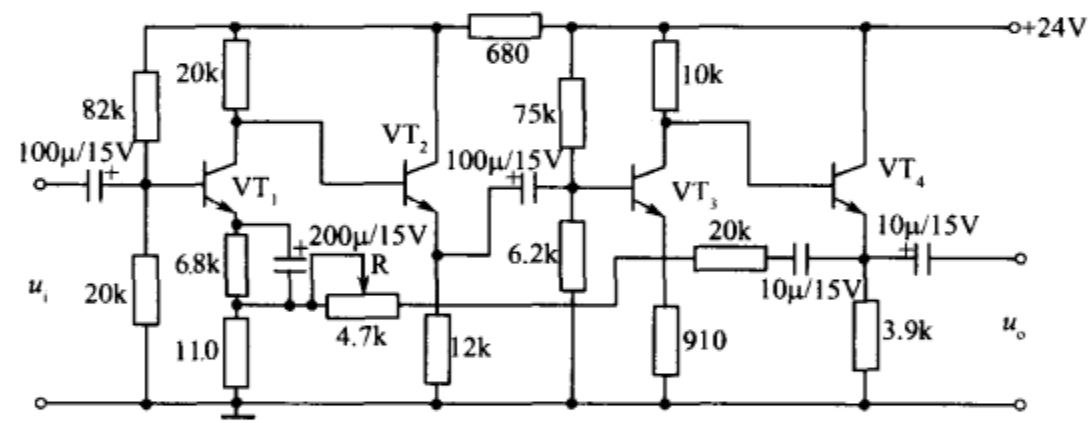 +24V
680
20k
10k
82k
75k
VT₂
100μ/15V
100μ/15V
VT₁
VT₃
VT₄
200μ/15V
20k
10μ/15V
6.8k
R
6.2k
uᵢ
20k
10μ/15V
4.7k
11.0
12k
910
3.9k
uₒ